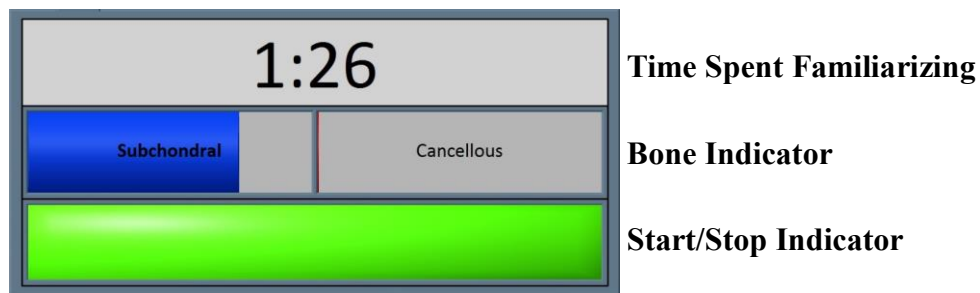 1:26
Time Spent Familiarizing
Subchondral
Cancellous
Bone Indicator
Start/Stop Indicator